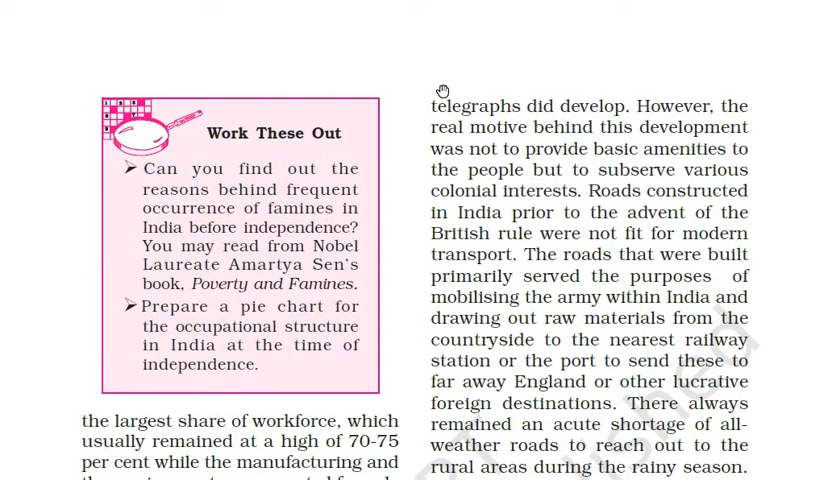 Work These Out
➢ Can you find out the
reasons behind frequent
occurrence of famines in
India before independence?
You may read from Nobel
Laureate Amartya Sen's
book, Poverty and Famines.
➢ Prepare a pie chart for
the occupational structure
in India at the time of
independence.
the largest share of workforce, which
usually remained at a high of 70-75
per cent while the manufacturing and
telegraphs did develop. However, the
real motive behind this development
was not to provide basic amenities to
the people but to subserve various
colonial interests. Roads constructed
in India prior to the advent of the
British rule were not fit for modern
transport. The roads that were built
primarily served the purposes of
mobilising the army within India and
drawing out raw materials from the
countryside to the nearest railway
station or the port to send these to
far away England or other lucrative
foreign destinations. There always
remained an acute shortage of all-
weather roads to reach out to the
rural areas during the rainy season.